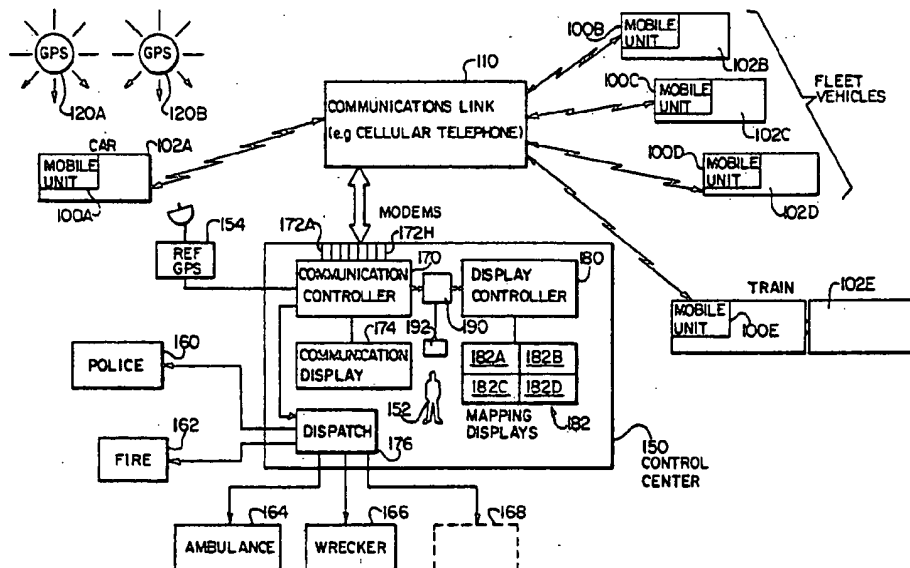 GPS
GPS
120A
120B
110
COMMUNICATIONS LINK
(e.g CELLULAR TELEPHONE)
100B
MOBILE
UNIT
102B
100C
MOBILE
UNIT
102C
100D
MOBILE
UNIT
102D
FLEET
VEHICLES
CAR
102A
MOBILE
UNIT
100A
154
REF
GPS
MODEMS
172A
172H
170
COMMUNICATION
CONTROLLER
DISPLAY
CONTROLLER
180
TRAIN
102E
MOBILE
UNIT
100E
174
192
190
COMMUNICATION
DISPLAY
182A
182B
182C
182D
MAPPING
DISPLAYS
182
152
160
POLICE
162
FIRE
DISPATCH
176
150
CONTROL
CENTER
164
AMBULANCE
166
WRECKER
168